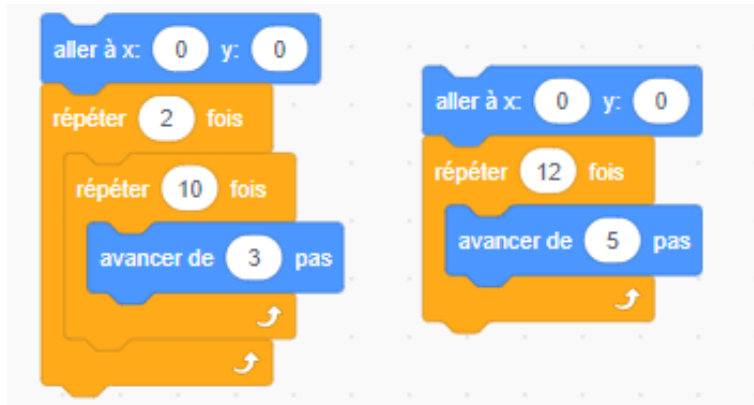 aller à x: 0 y: 0
répéter 2 fois
répéter 10 fois
avancer de 3 pas
aller à x: 0 y: 0
répéter 12 fois
avancer de 5 pas